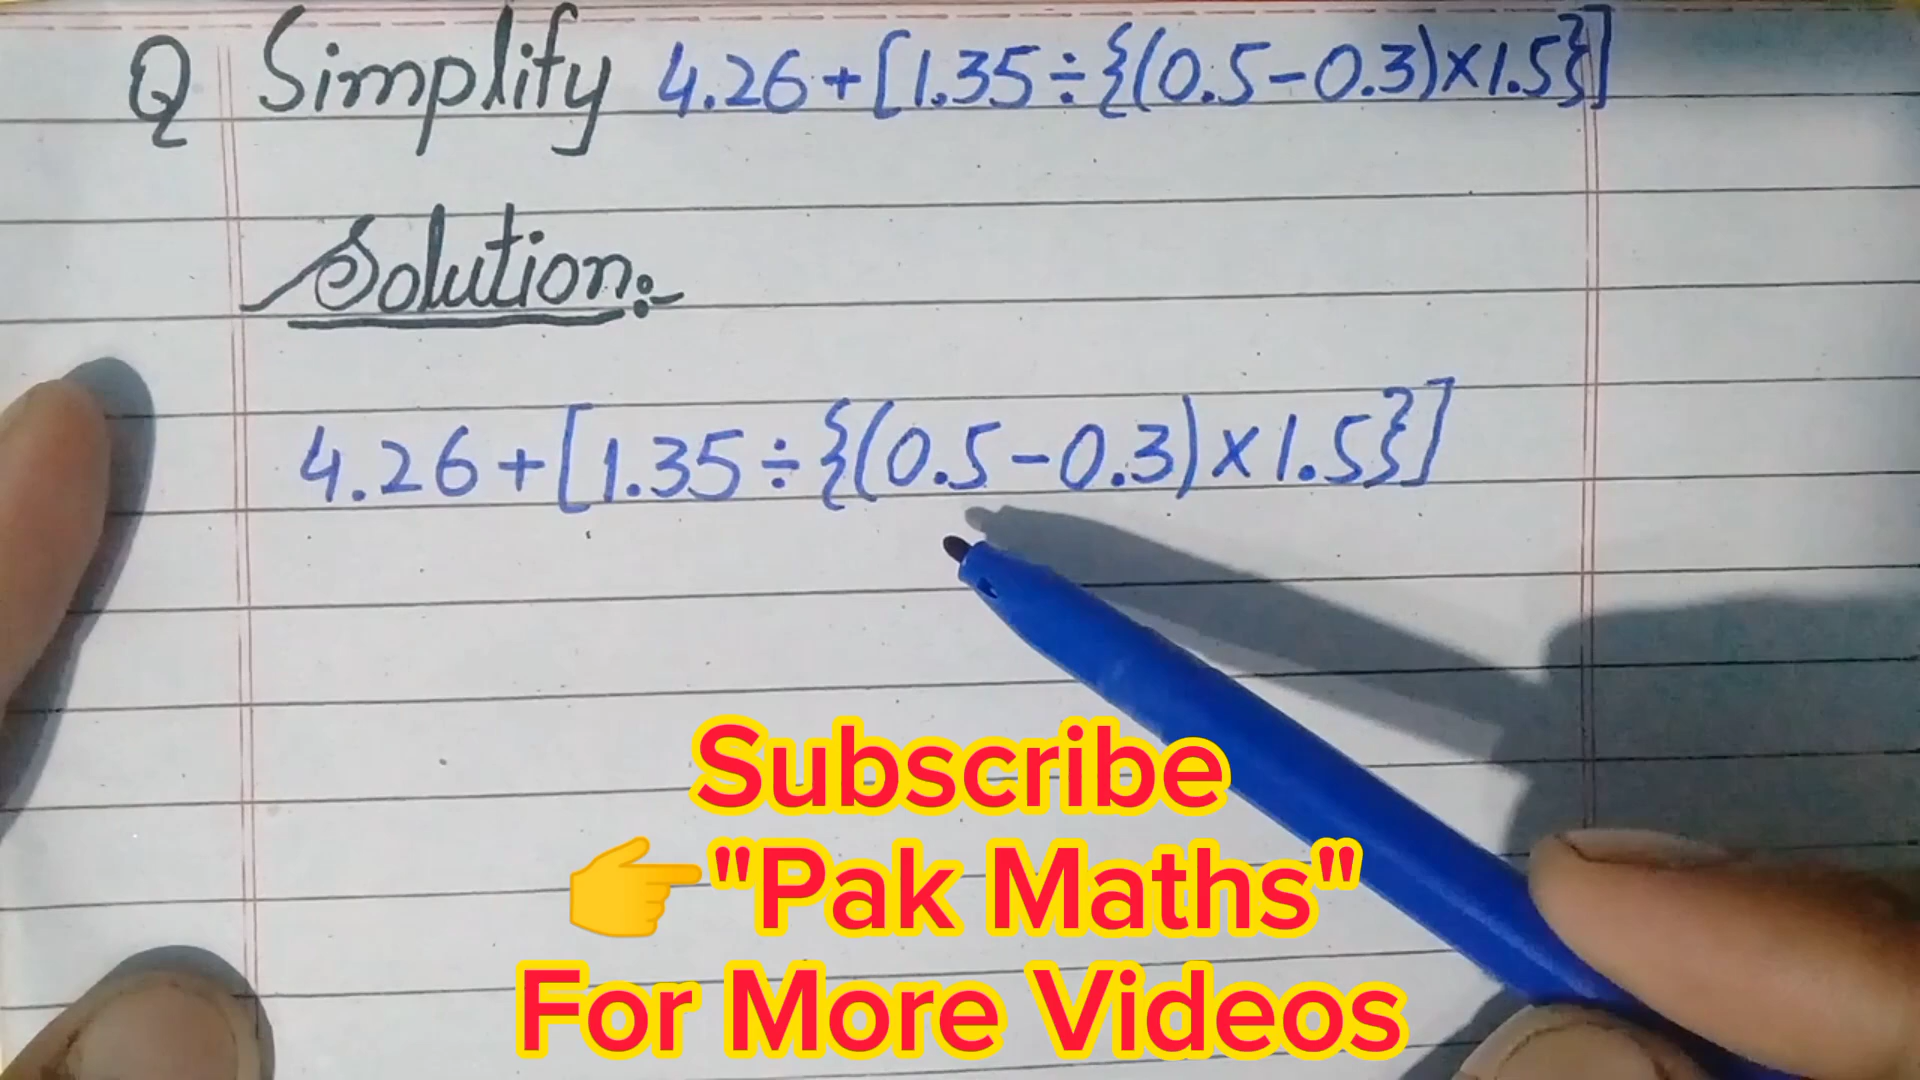 Q Simplify 4.26+[1.35÷{(0.5-0.3)×1.5}]
Solution:-
4.26+[1.35÷{(0.5-0.3)×1.5}]
Subscribe
👉"Pak Maths"
For More Videos